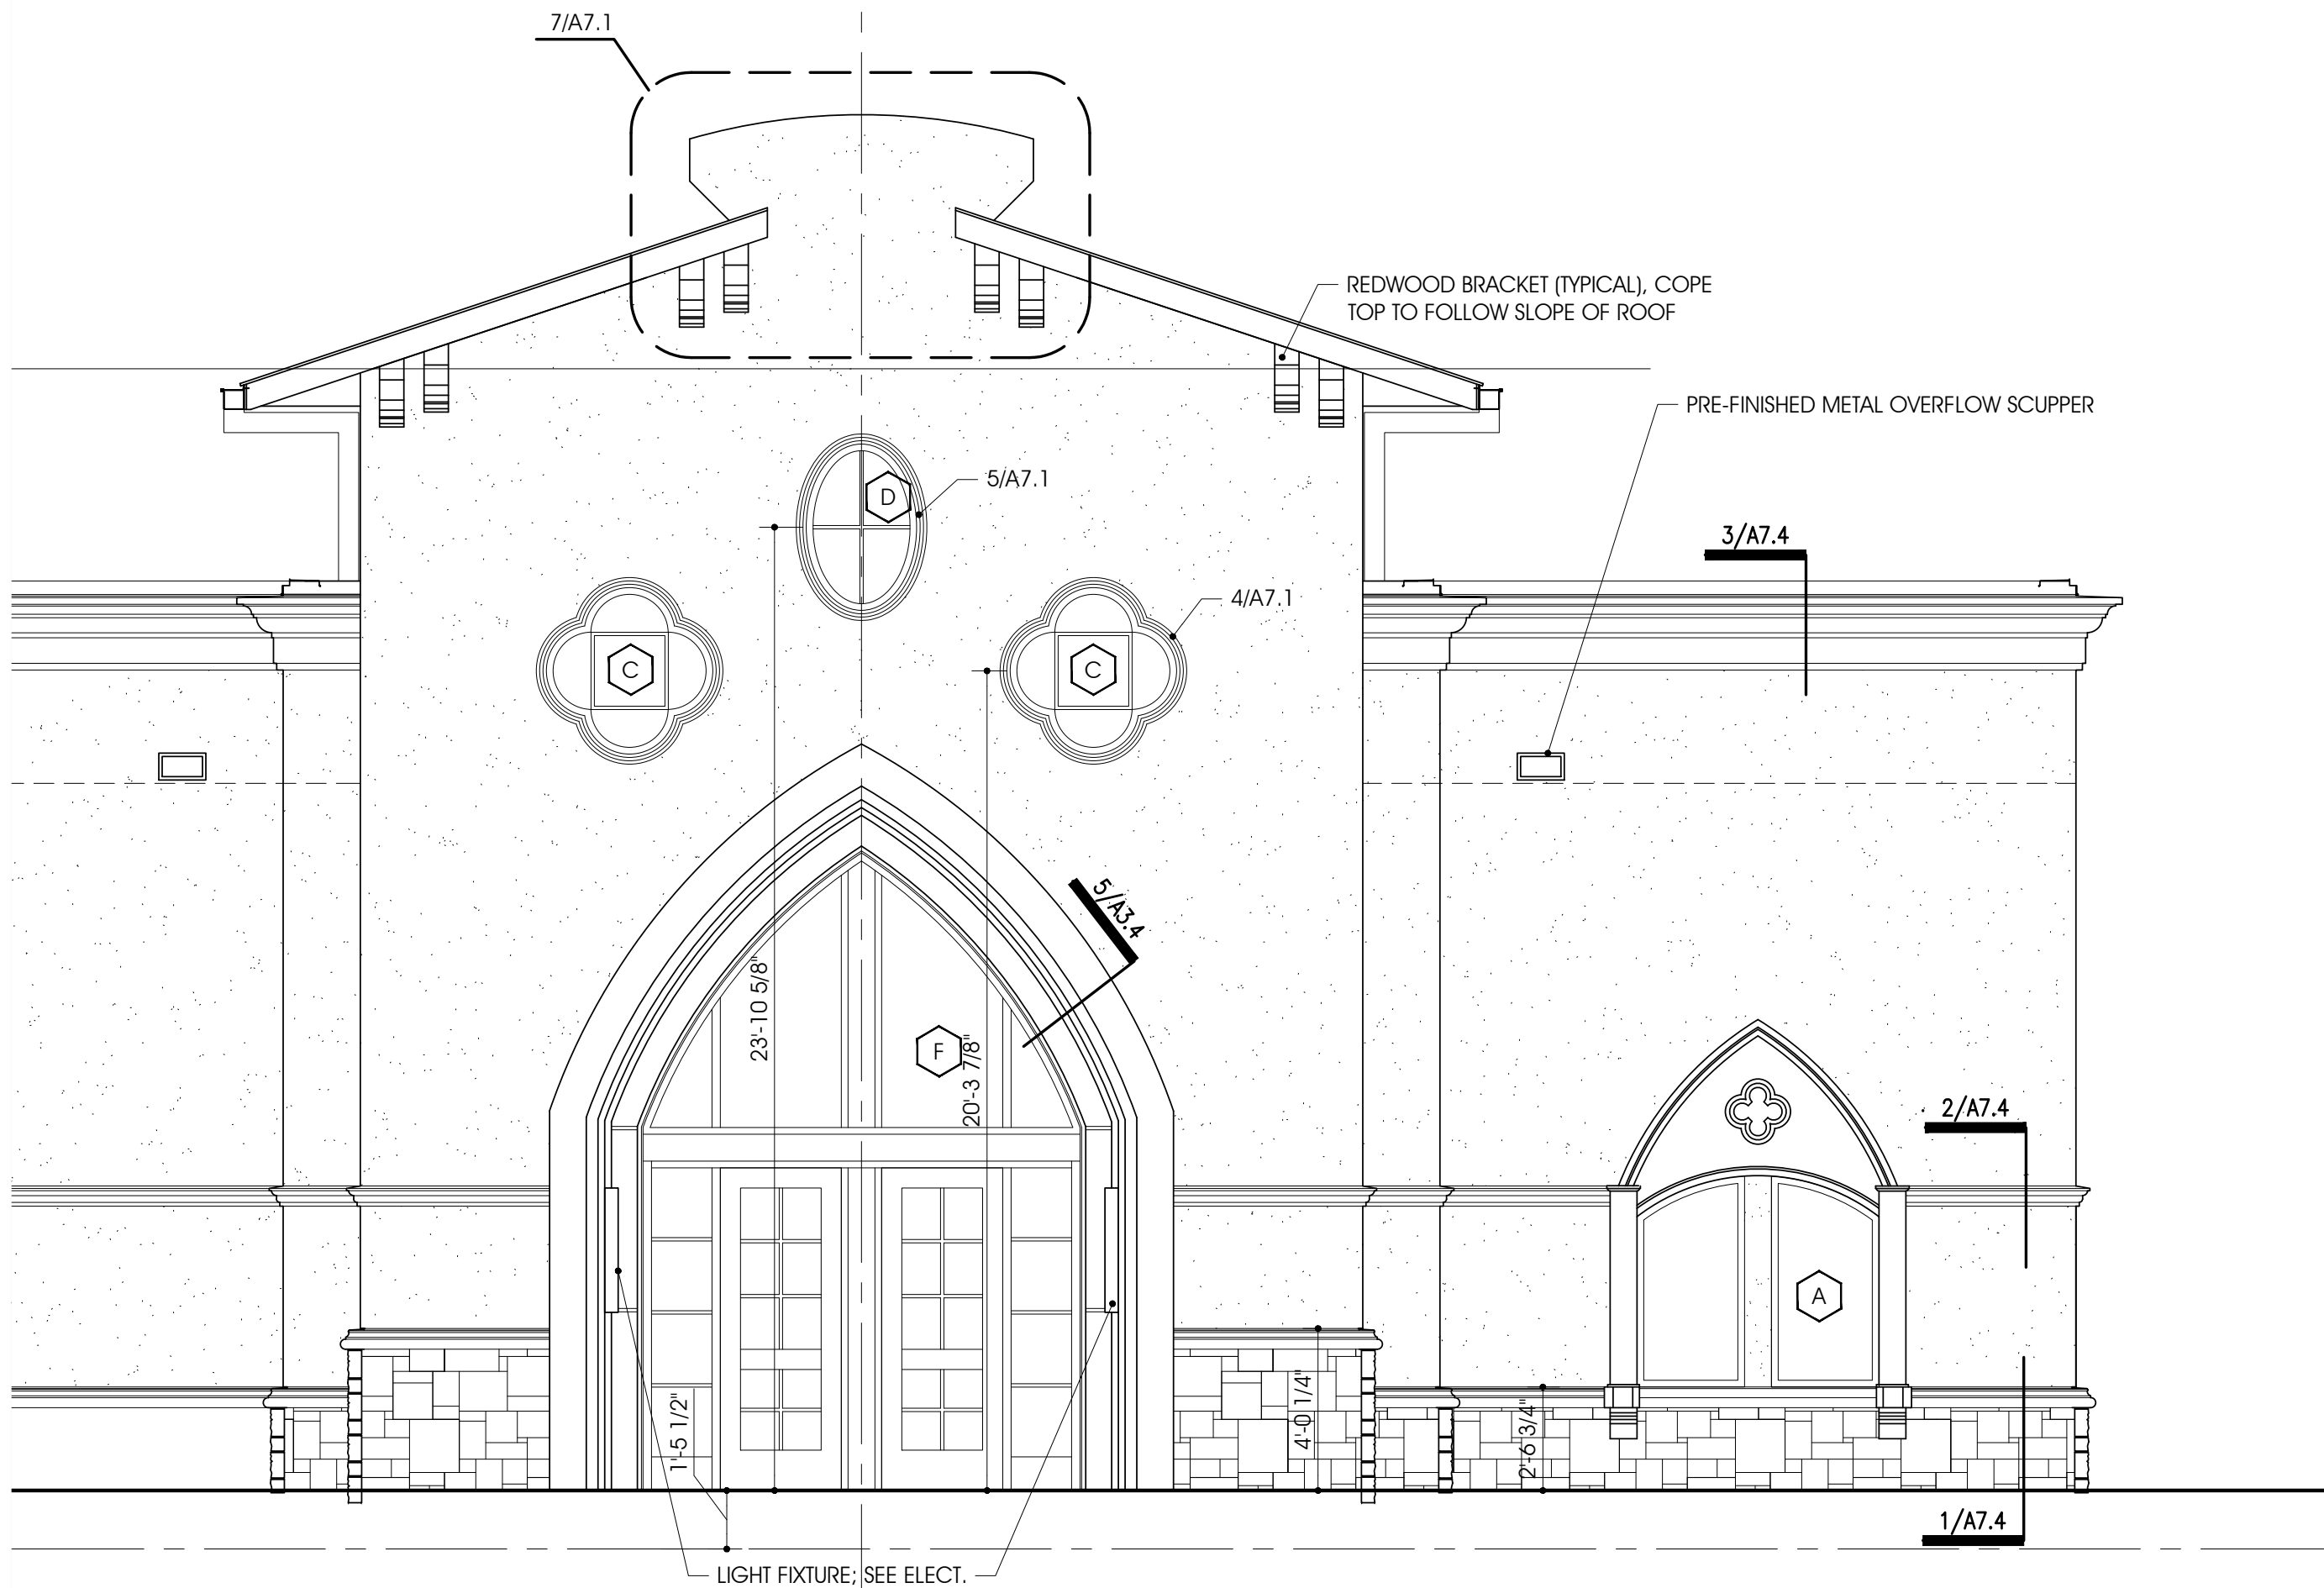 7/A7.1
REDWOOD BRACKET (TYPICAL), COPE
TOP TO FOLLOW SLOPE OF ROOF
PRE-FINISHED METAL OVERFLOW SCUPPER
D
5/A7.1
3/A7.4
4/A7.1
C
C
5/A3.4
23'-10 5/8"
F
20'-3 7/8"
2/A7.4
A
1'-5 1/2"
4'-0 1/4"
2'-6 3/4"
1/A7.4
LIGHT FIXTURE; SEE ELECT.